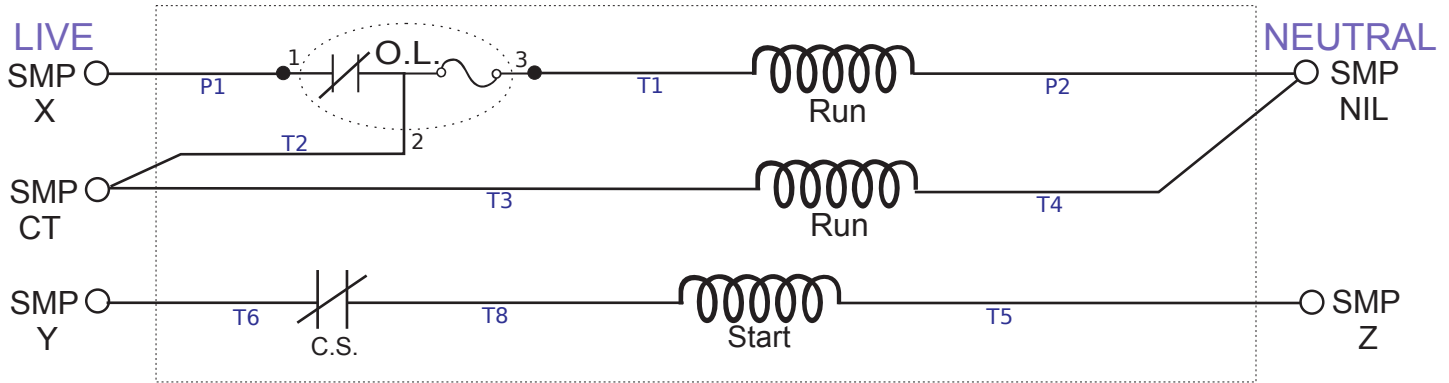 LIVE
NEUTRAL
SMP
X
P1
1
O.L.
3
T1
Run
P2
SMP
NIL
2
T2
SMP
CT
T3
Run
T4
SMP
Y
T6
C.S.
T8
Start
T5
SMP
Z